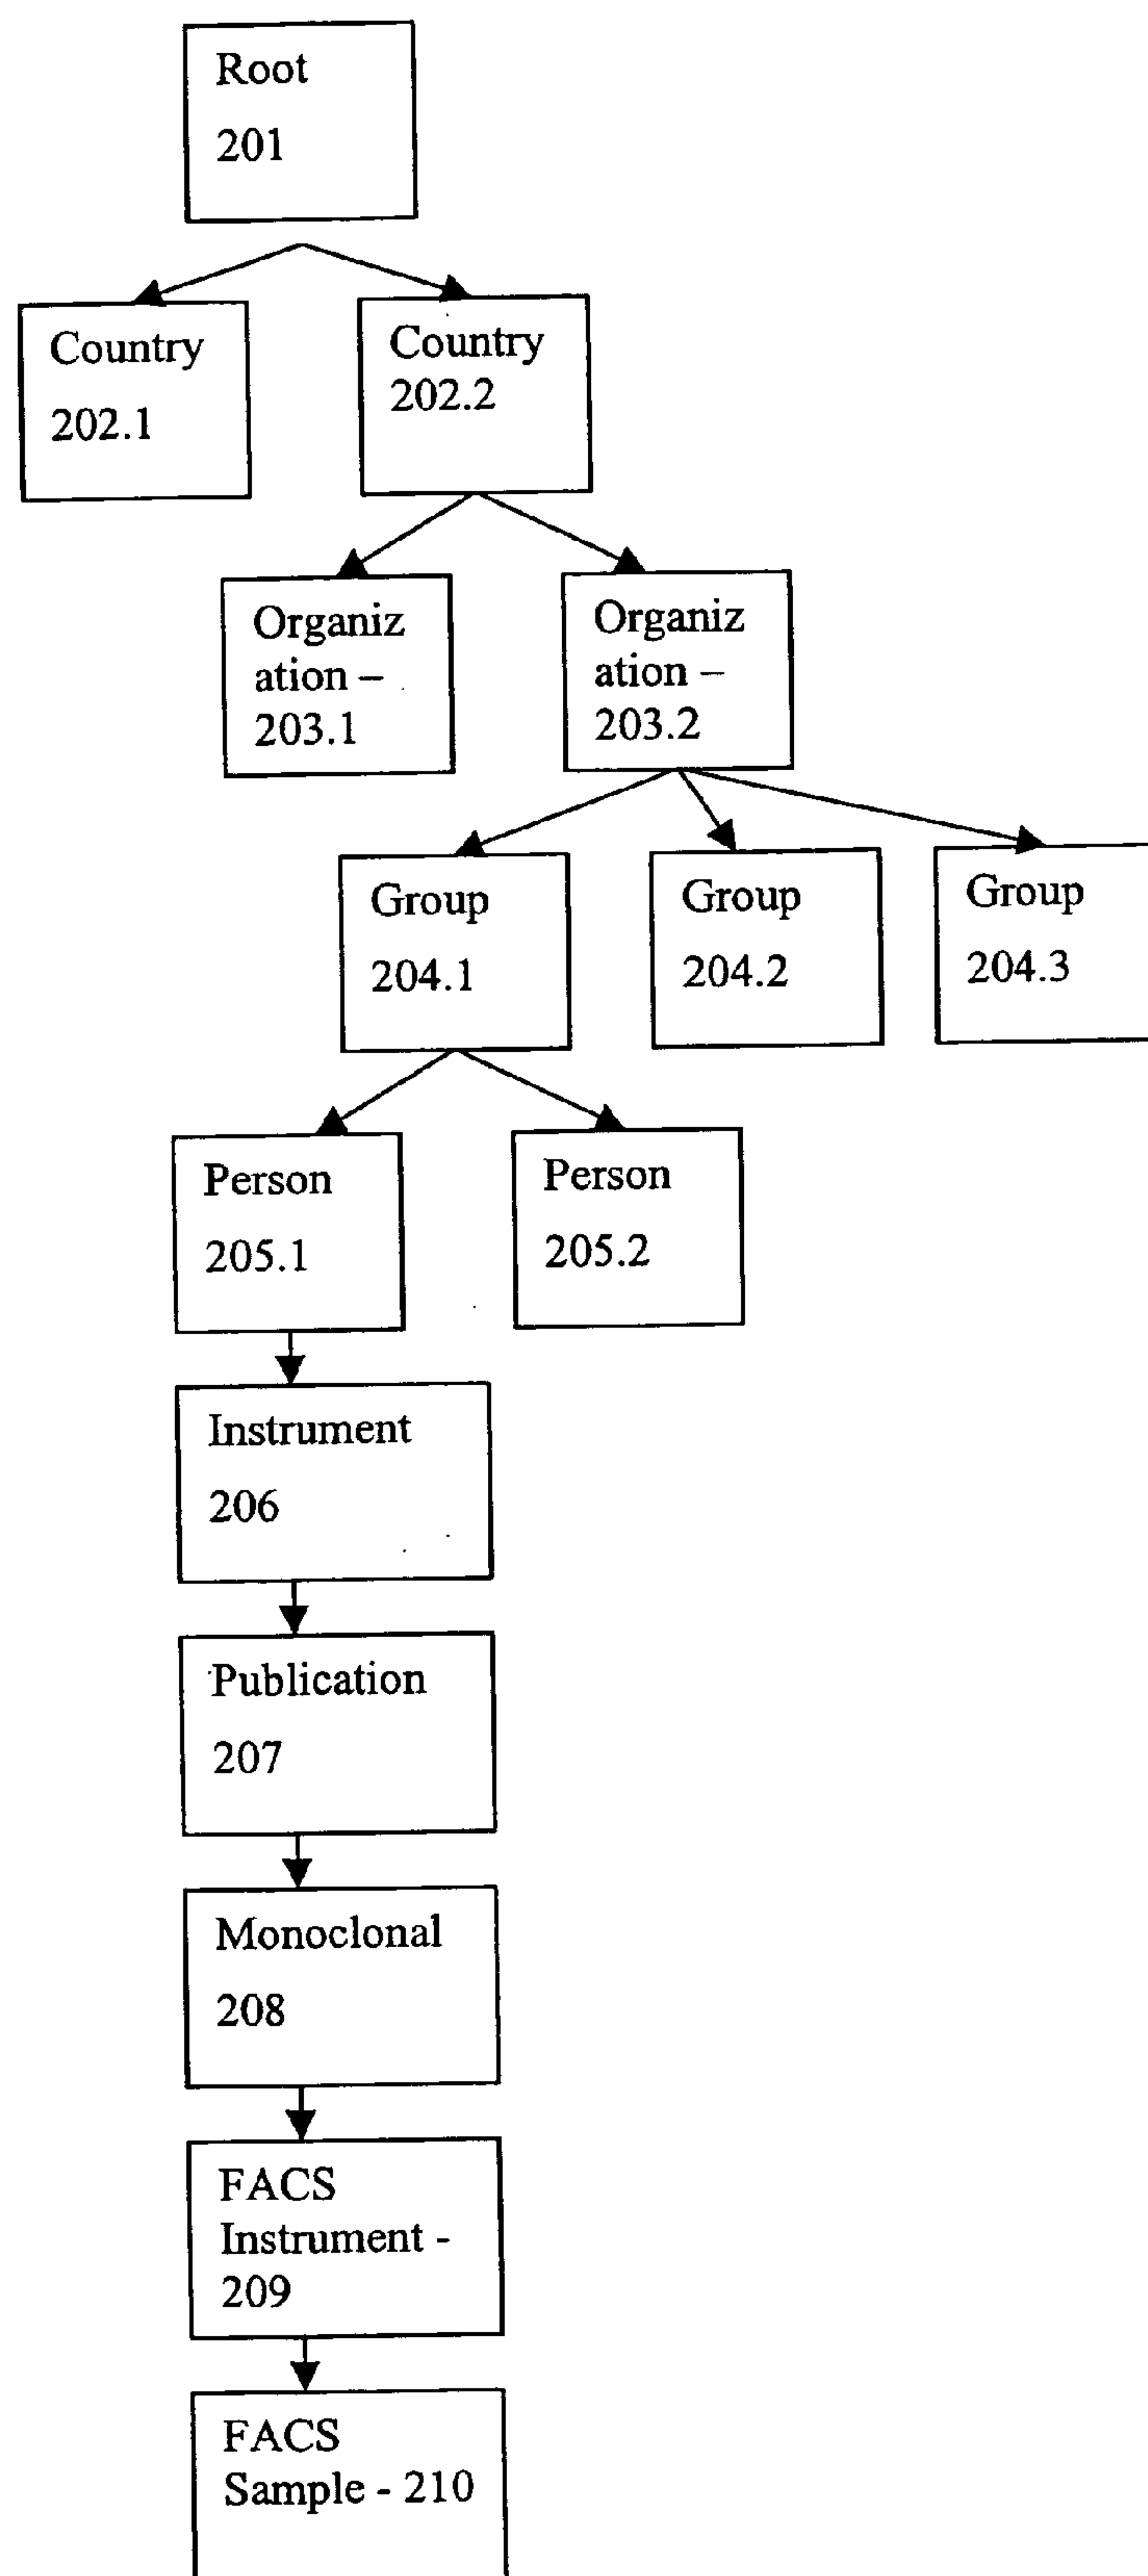 Root
201
Country
202.1
Country
202.2
Organiz
ation –
203.1
Organiz
ation –
203.2
Group
204.1
Group
204.2
Group
204.3
Person
205.1
Person
205.2
Instrument
206
Publication
207
Monoclonal
208
FACS
Instrument -
209
FACS
Sample - 210